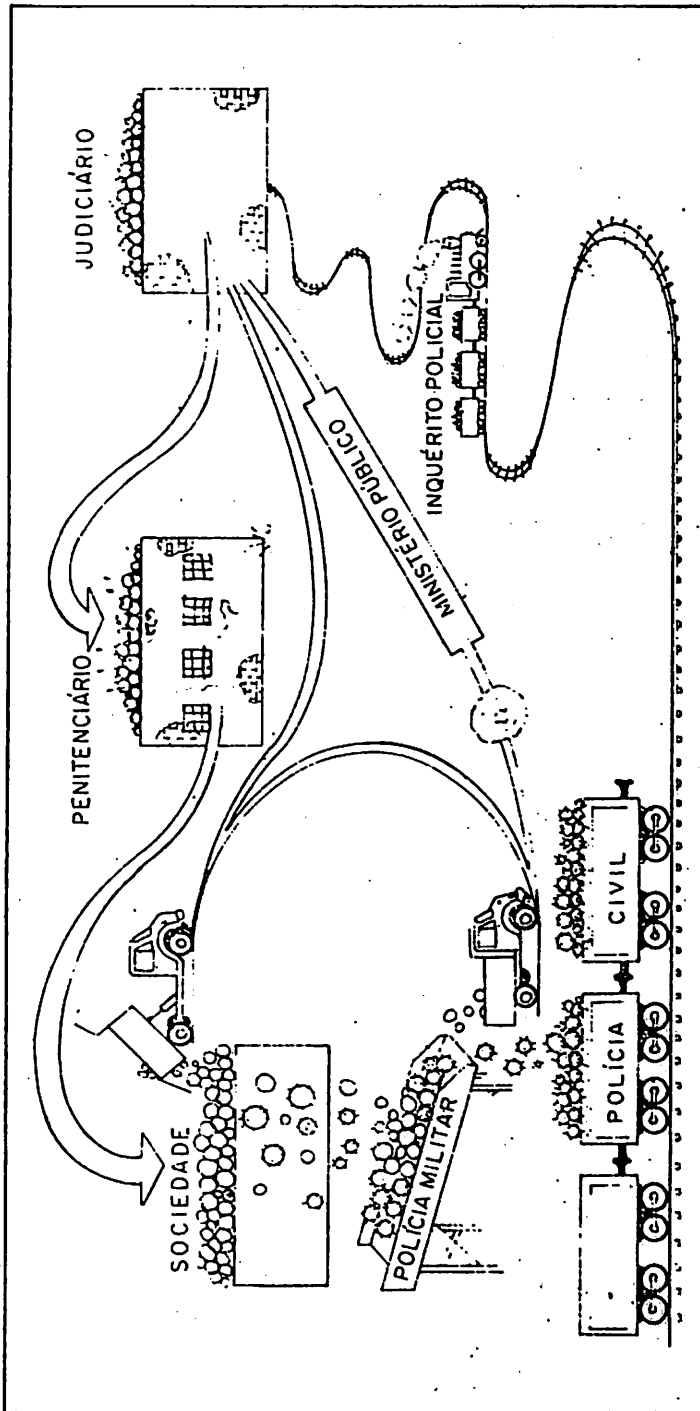 JUDICIÁRIO
PENITENCIÁRIO
SOCIEDADE
MINISTÉRIO PÚBLICO
INQUÉRITO POLICIAL
POLÍCIA MILITAR
POLÍCIA
CIVIL